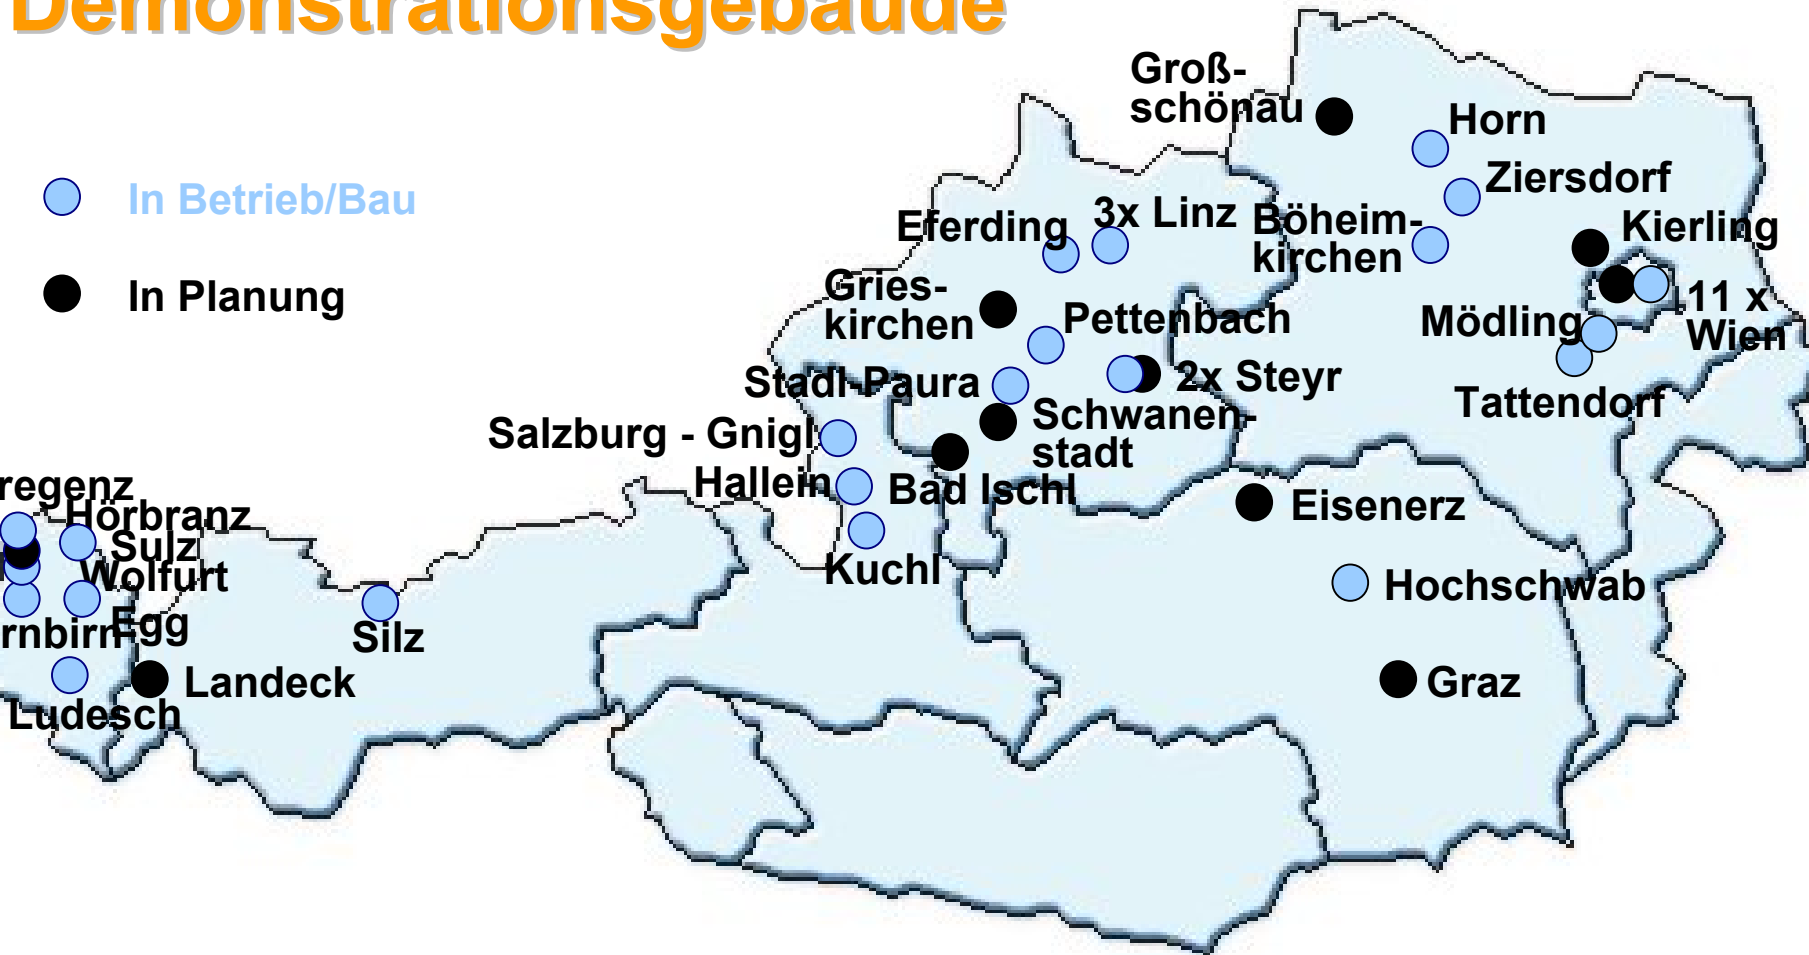 Demonstrationsgebäude
In Betrieb/Bau
In Planung
Groß-
schönau
Horn
Ziersdorf
Eferding
3x Linz
Böheim-
kirchen
Kierling
Gries-
kirchen
Pettenbach
11 x
Wien
Mödling
Stadl-Paura
2x Steyr
Tattendorf
Schwanen-
stadt
Salzburg - Gnigl
Hallein
Bad Ischl
Eisenerz
regenz
Hörbranz
Sulz
Wolfurt
Kuchl
Hochschwab
Egg
rnbirn
Silz
Landeck
Graz
Ludesch